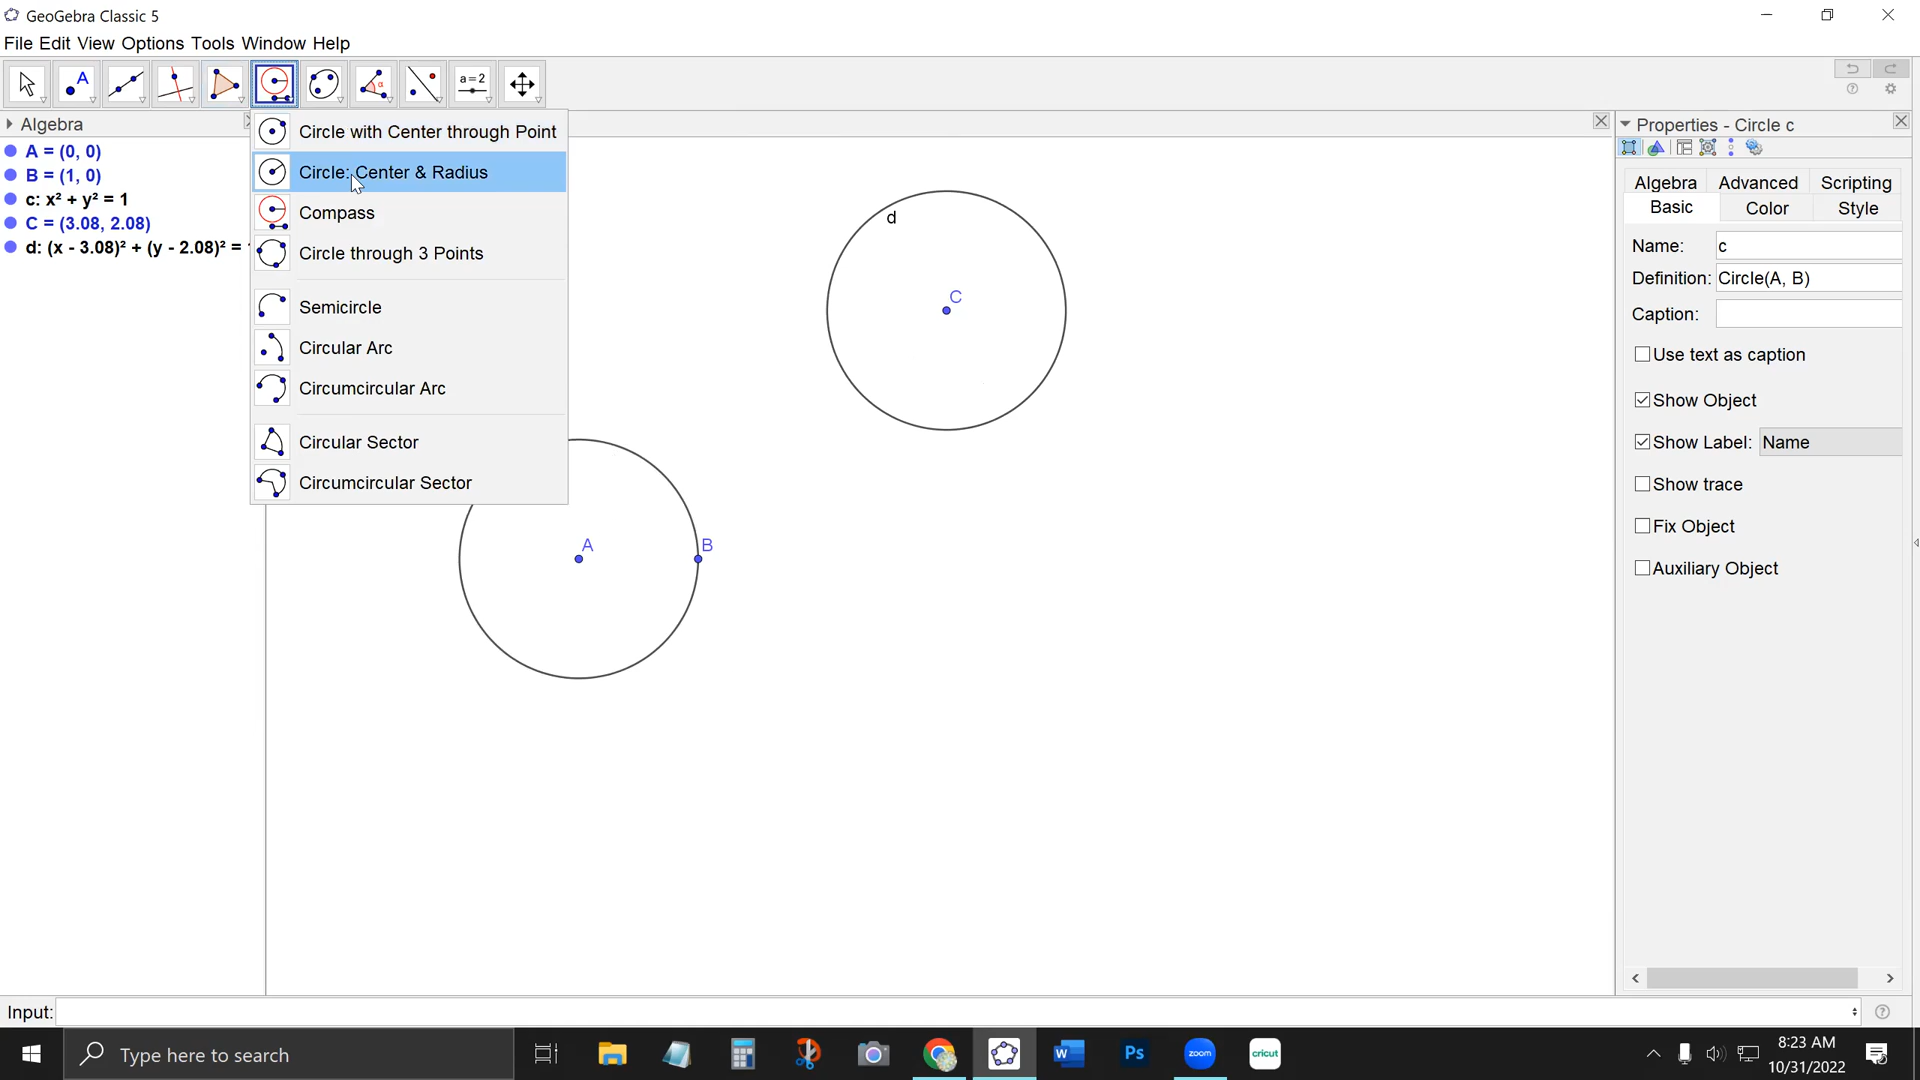 GeoGebra Classic 5
File Edit View Options Tools Window Help
A
α
a=2
Algebra
A = (0, 0)
B = (1, 0)
c: x² + y² = 1
C = (3.08, 2.08)
d: (x - 3.08)² + (y - 2.08)² =
Circle with Center through Point
Circle: Center & Radius
Compass
Circle through 3 Points
Semicircle
Circular Arc
Circumcircular Arc
Circular Sector
Circumcircular Sector
d
C
A
B
Properties - Circle c
Algebra Advanced Scripting
Basic Color Style
Name: c
Definition: Circle(A, B)
Caption:
Use text as caption
Show Object
Show Label: Name
Show trace
Fix Object
Auxiliary Object
Input:
Type here to search
W
Ps
zoom
cricut
8:23 AM
10/31/2022